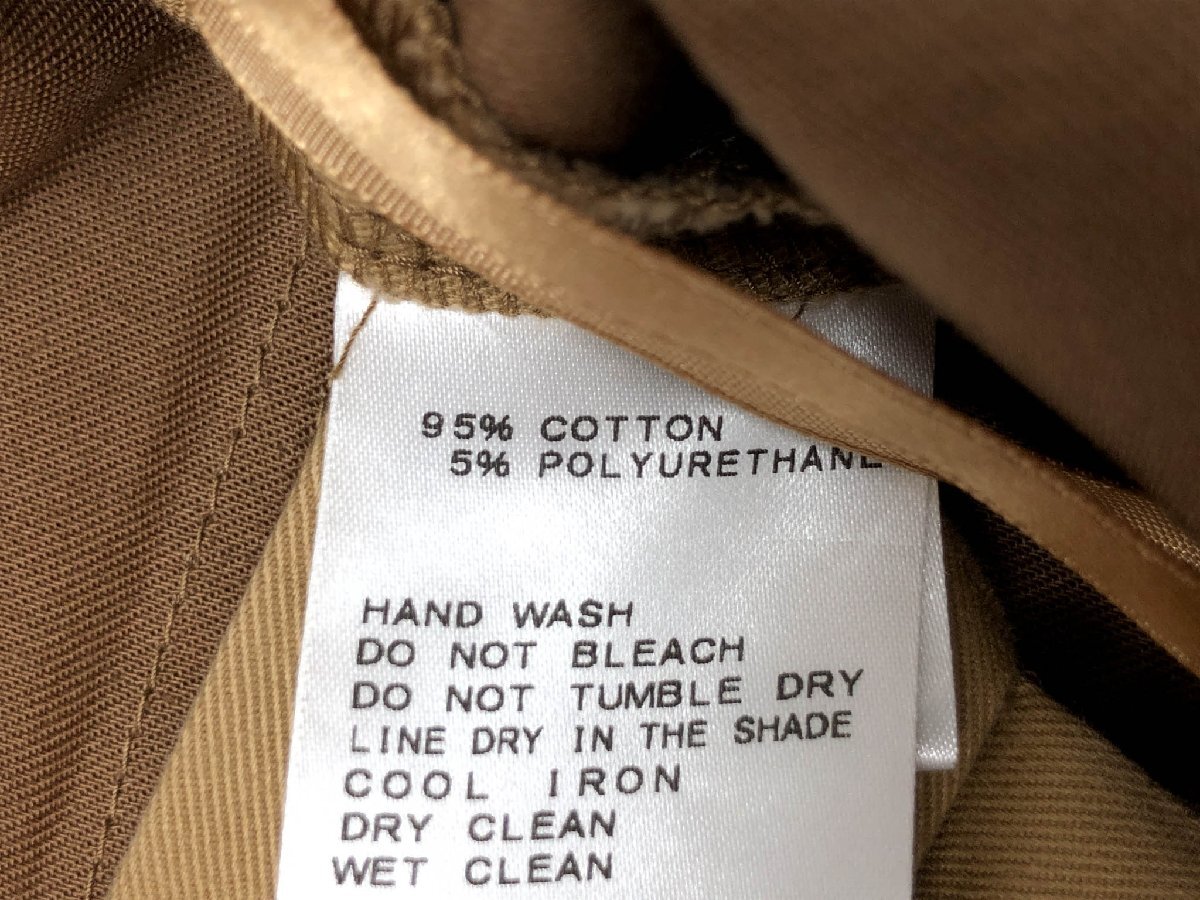 95% COTTON
5% POLYURETHANE
HAND WASH
DO NOT BLEACH
DO NOT TUMBLE DRY
LINE DRY IN THE SHADE
COOL IRON
DRY CLEAN
WET CLEAN